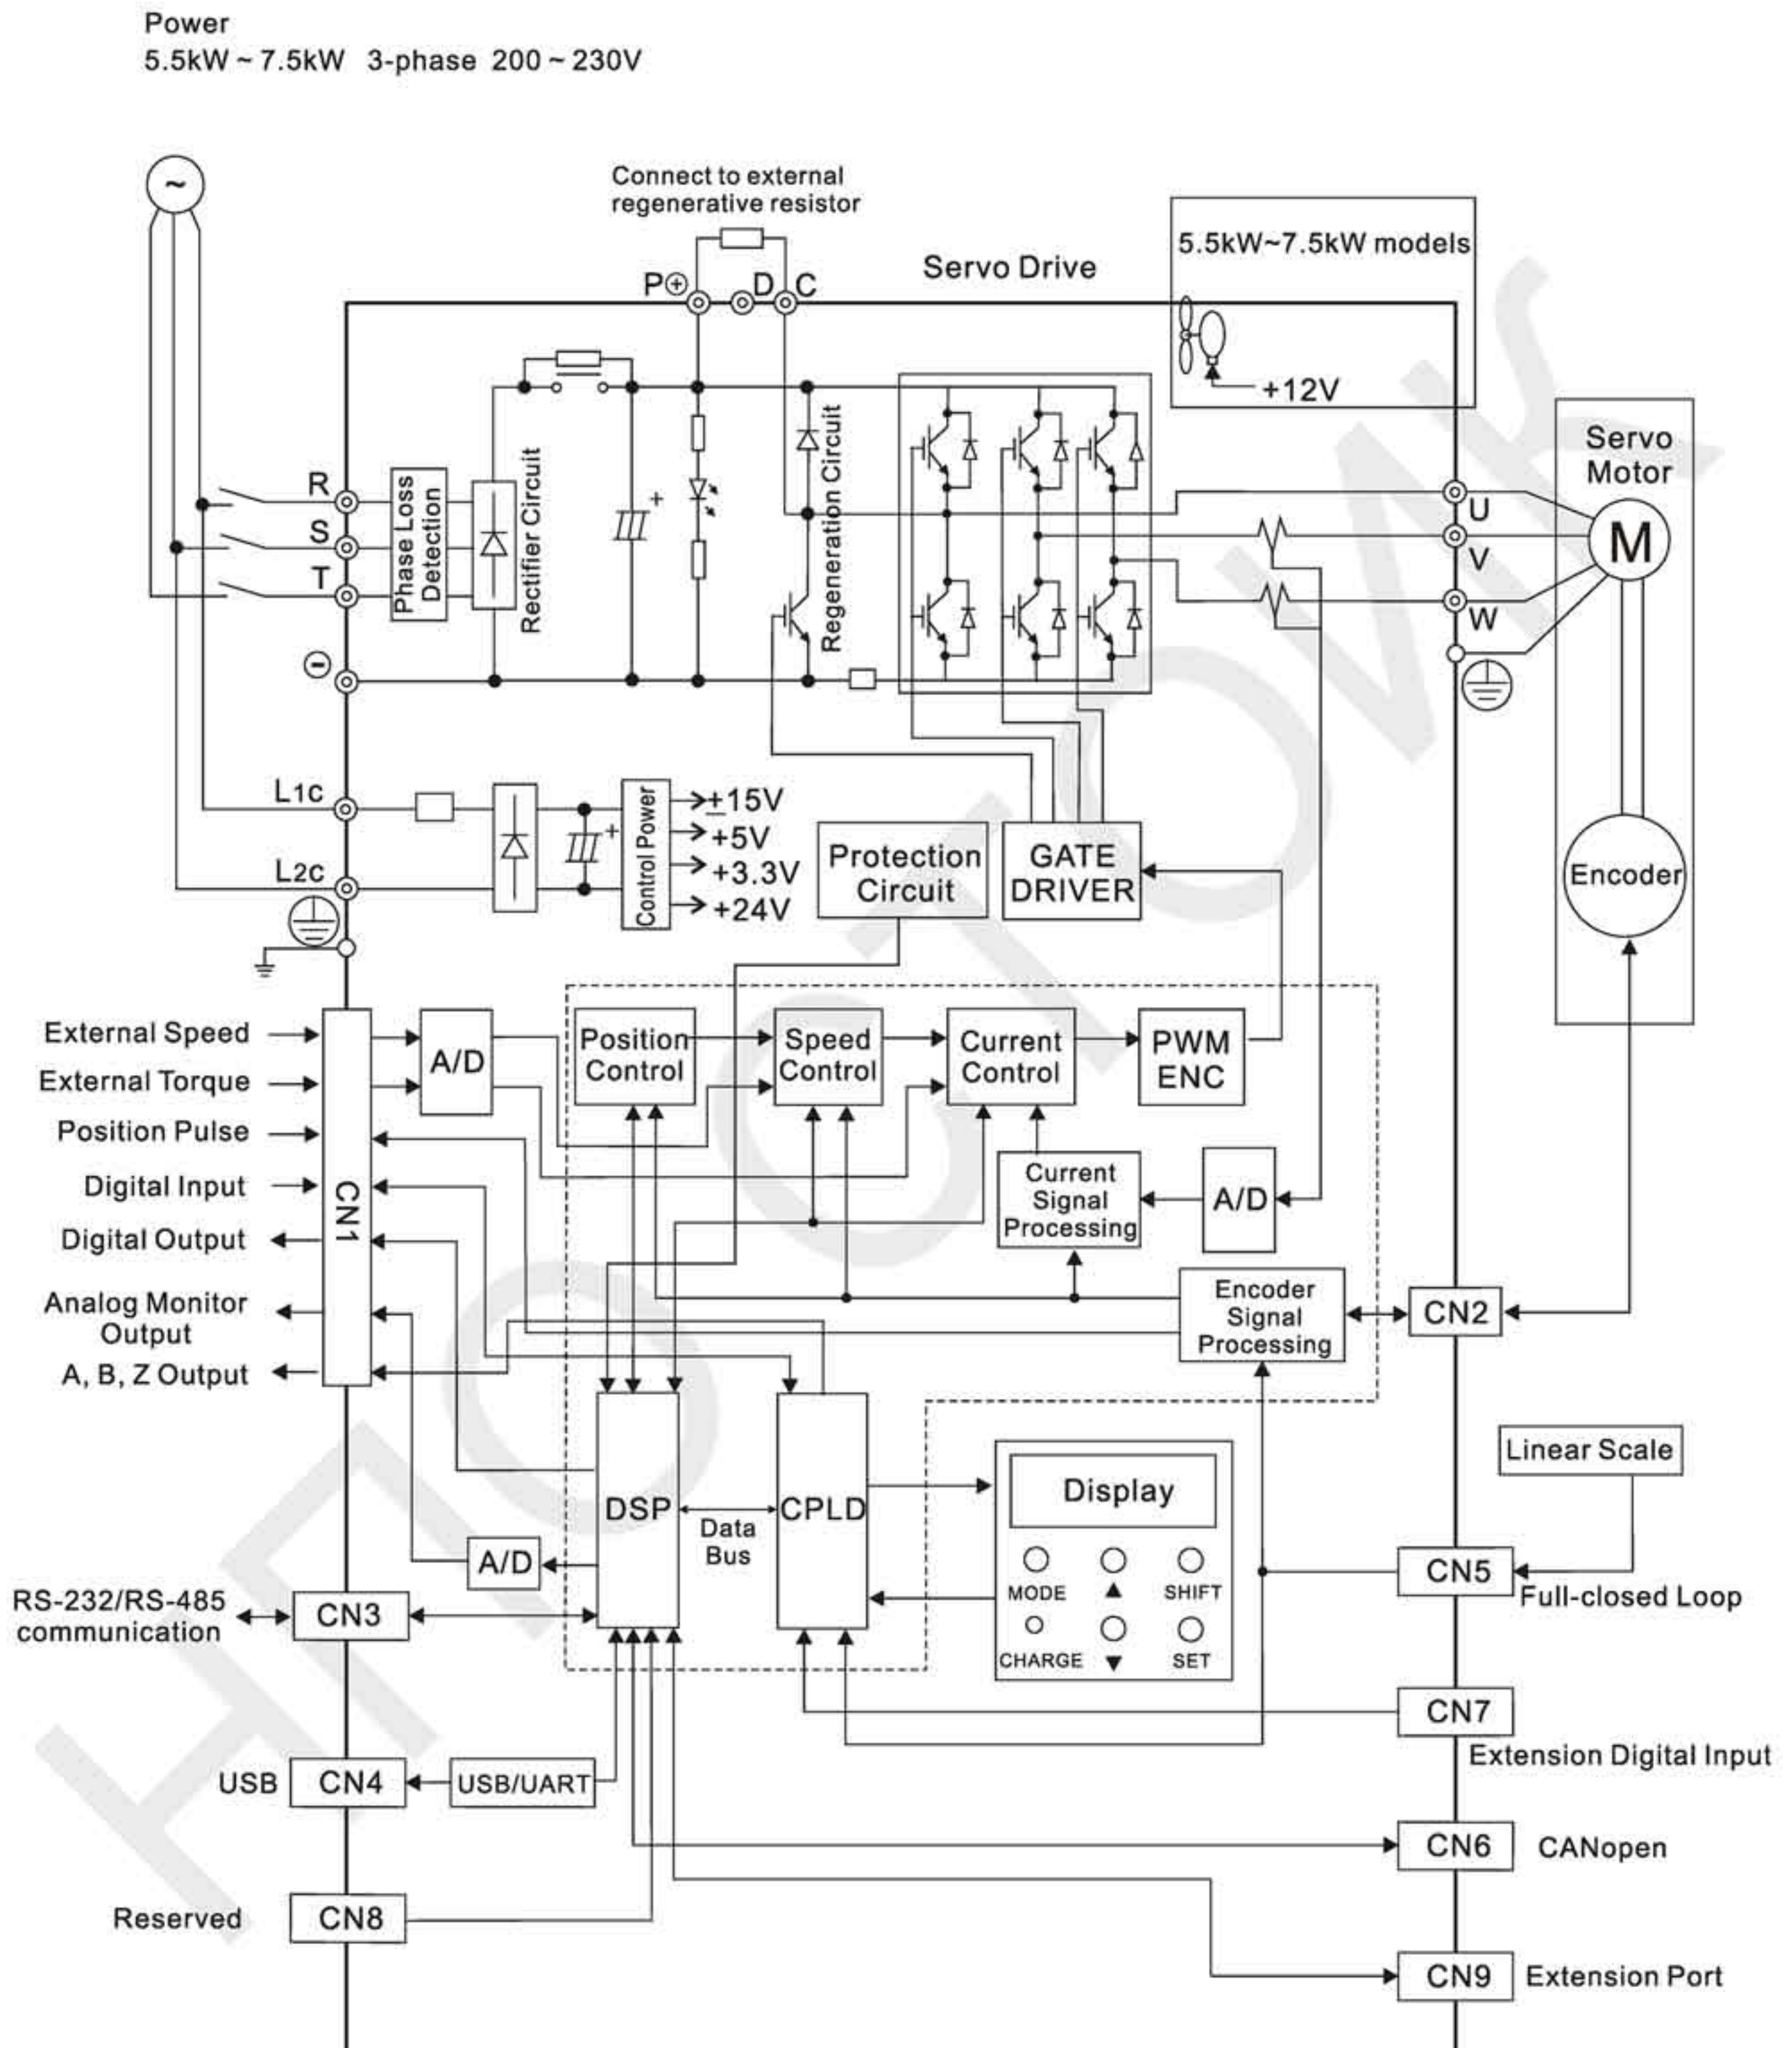 Power
5.5kW ~ 7.5kW 3-phase 200 ~ 230V
~
Connect to external
regenerative resistor
P⊕ D C
Servo Drive
5.5kW~7.5kW models
+12V
Servo
Motor
R
S
T
⊖
Phase Loss
Detection
Rectifier Circuit
+
Regeneration Circuit
U
V
W
M
Encoder
L1C
L2C
+
Control Power
±15V
+5V
+3.3V
+24V
Protection
Circuit
GATE
DRIVER
External Speed
External Torque
Position Pulse
Digital Input
Digital Output
Analog Monitor
Output
A, B, Z Output
CN1
A/D
Position
Control
Speed
Control
Current
Control
PWM
ENC
Current
Signal
Processing
A/D
Encoder
Signal
Processing
CN2
DSP
Data
Bus
CPLD
A/D
Display
MODE ▲ SHIFT
CHARGE ▼ SET
Linear Scale
CN5
Full-closed Loop
RS-232/RS-485
communication
CN3
CN7
Extension Digital Input
USB
CN4
USB/UART
CN6
CANopen
Reserved
CN8
CN9
Extension Port
НПО СТОИК